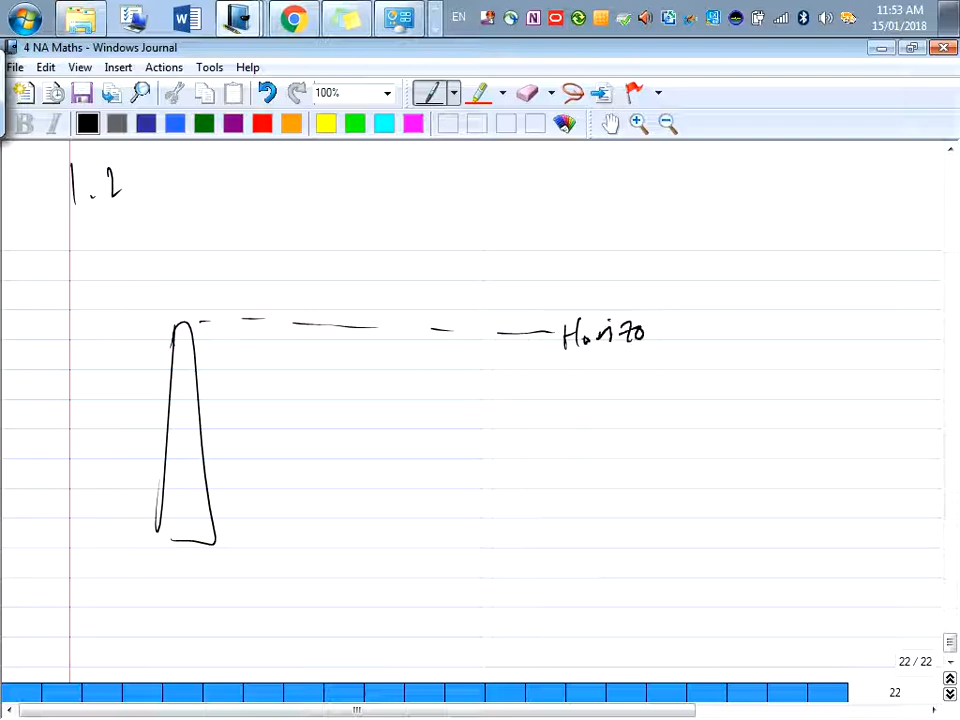 EN
11:53 AM
15/01/2018
4 NA Maths - Windows Journal
File Edit View Insert Actions Tools Help
100%
B I
1.2
Horizo
22 / 22
22